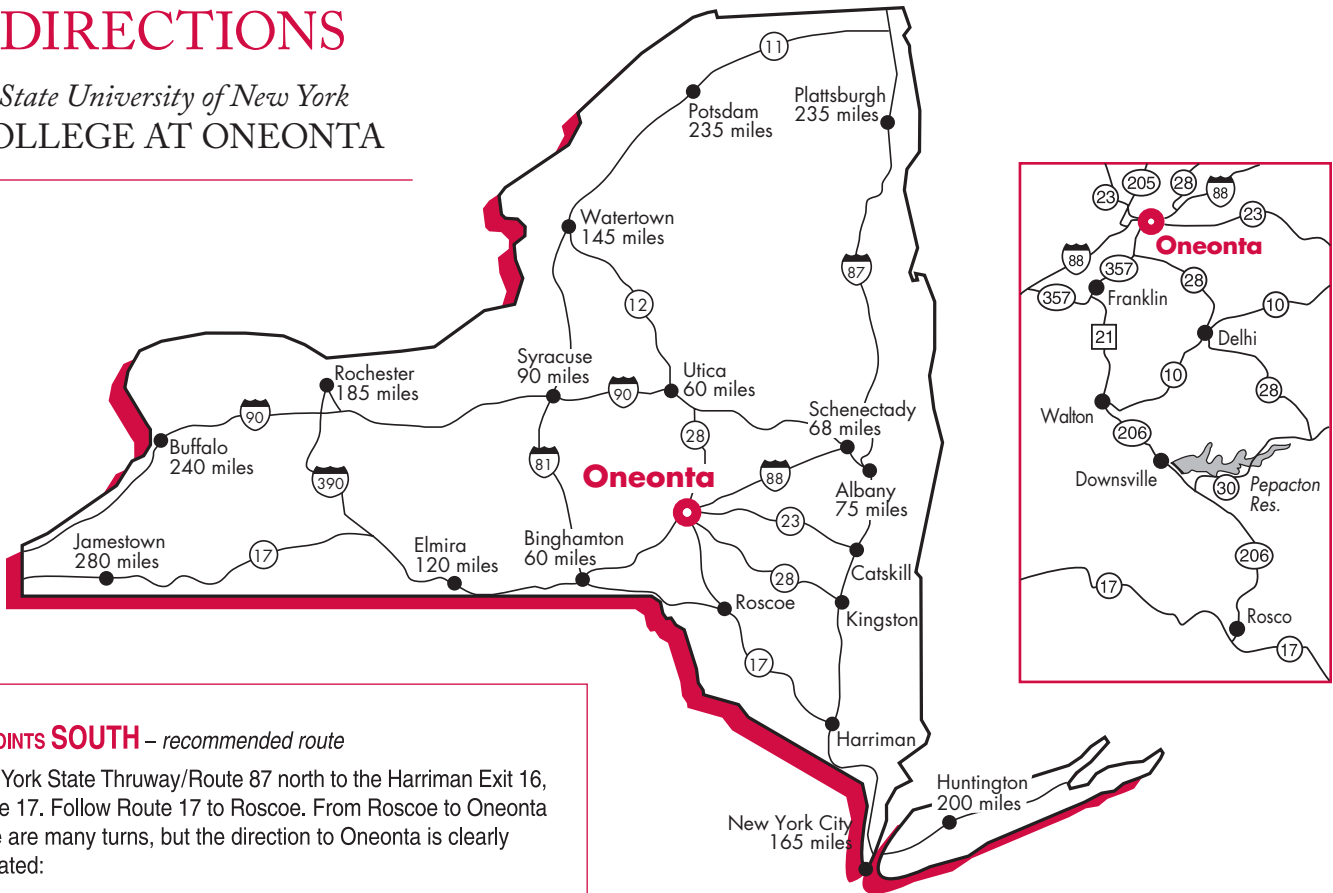 DIRECTIONS
State University of New York
OLLEGE AT ONEONTA
11
Potsdam
235 miles
Plattsburgh
235 miles
Watertown
145 miles
87
12
Syracuse
90 miles
Utica
60 miles
Rochester
185 miles
90
90
Schenectady
68 miles
Buffalo
240 miles
28
81
390
Oneonta
88
Albany
75 miles
23
Jamestown
280 miles
17
Elmira
120 miles
Binghamton
60 miles
28
Catskill
Roscoe
Kingston
17
Harriman
Huntington
200 miles
New York City
165 miles
23
205
28
88
23
Oneonta
88
357
28
357
Franklin
10
21
Delhi
10
28
Walton
206
Downsville
30
Pepacton
Res.
206
17
Rosco
17
OINTS SOUTH – recommended route
York State Thruway/Route 87 north to the Harriman Exit 16,
e 17. Follow Route 17 to Roscoe. From Roscoe to Oneonta
e are many turns, but the direction to Oneonta is clearly
ated: